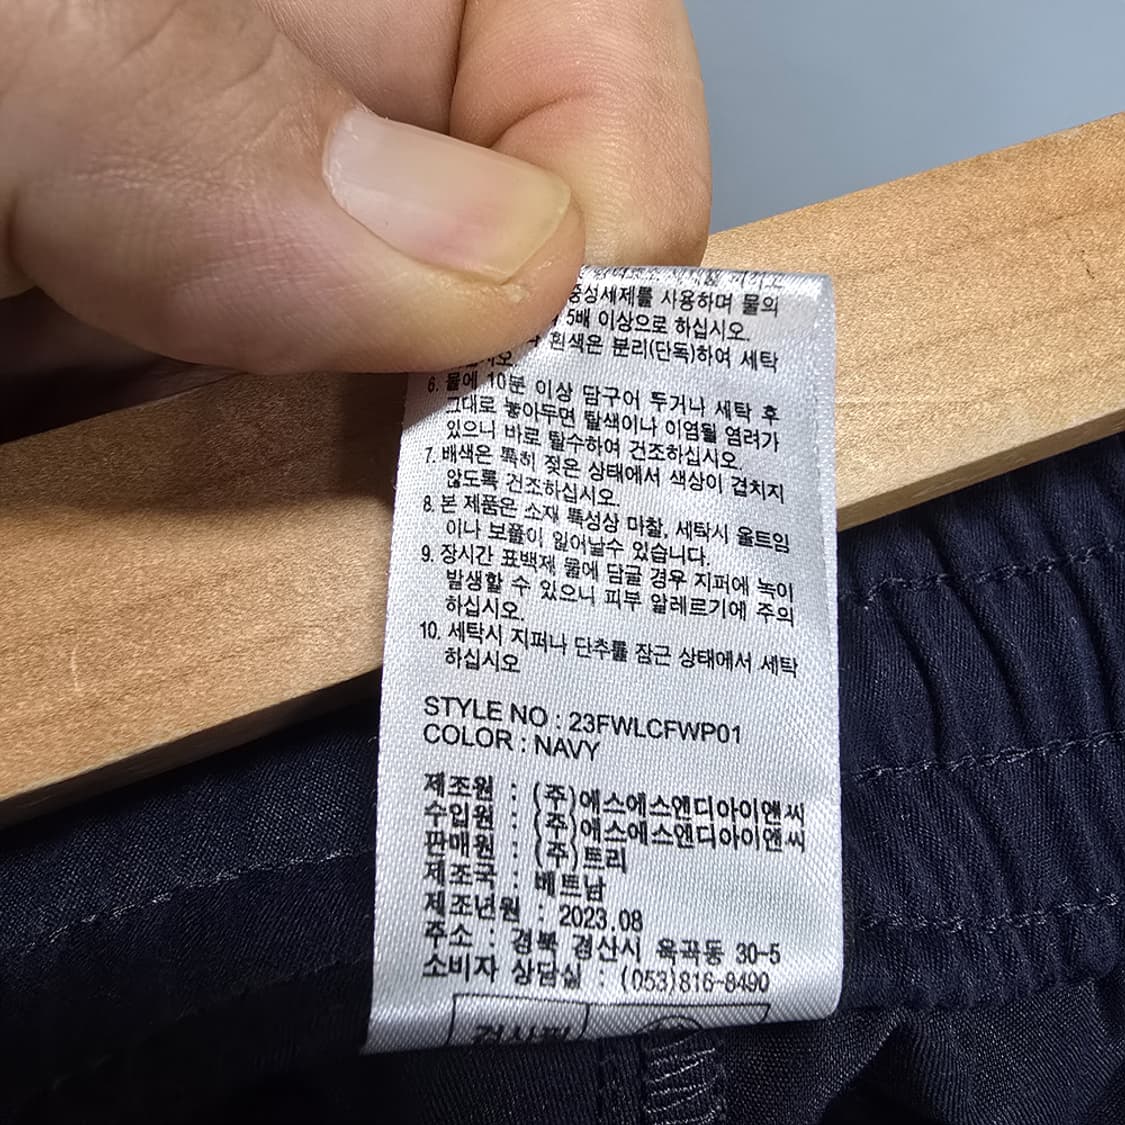 중성세제를 사용하며 물의
5배 이상으로 하십시오.
흰색은 분리(단독)하여 세탁
6. 물에 10분 이상 담구어 두거나 세탁 후
그대로 놓아두면 탈색이나 이염될 염려가
있으니 바로 탈수하여 건조하십시오.
7. 배색은 특히 젖은 상태에서 색상이 겹치지
않도록 건조하십시오.
8. 본 제품은 소재 특성상 마찰, 세탁시 올트임
이나 보풀이 일어날수 있습니다.
9. 장시간 표백제 물에 담글 경우 지퍼에 녹이
발생할 수 있으니 피부 알레르기에 주의
하십시오.
10. 세탁시 지퍼나 단추를 잠근 상태에서 세탁
하십시오
STYLE NO : 23FWLCFWP01
COLOR : NAVY
제조원 : (주)에스에스앤디아이앤씨
수입원 : (주)에스에스앤디아이앤씨
판매원 : (주)트리
제조국 : 베트남
제조년원 : 2023.08
주소 : 경북 경산시 옥곡동 30-5
소비자 상담실 : (053)816-8490